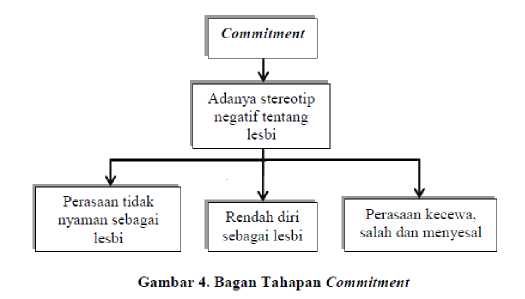 Commitment
Adanya stereotip
negatif tentang
lesbi
Perasaan tidak
nyaman sebagai
lesbi
Rendah diri
sebagai lesbi
Perasaan kecewa,
salah dan menyesal
Gambar 4. Bagan Tahapan Commitment